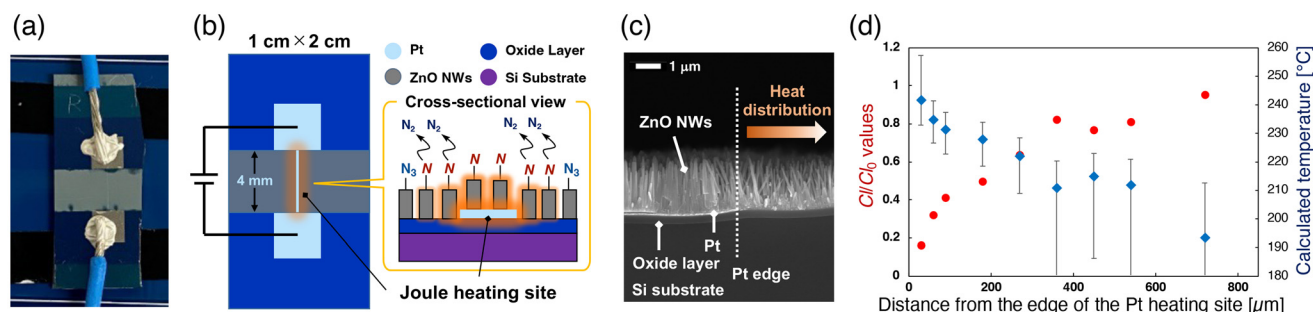 (a)
R
(b)
1 cm × 2 cm
Pt
Oxide Layer
ZnO NWs
Si Substrate
Cross-sectional view
N₂ N₂ N₂ N₂
N₃ N N N N N N N₃
4 mm
Joule heating site
(c)
1 μm
Heat
distribution
ZnO NWs
Pt
Oxide layer
Pt edge
Si substrate
(d)
CI/CI₀ values
1.2
1
0.8
0.6
0.4
0.2
0
Calculated temperature [°C]
260
250
240
230
220
210
200
190
180
0 200 400 600 800
Distance from the edge of the Pt heating site [μm]